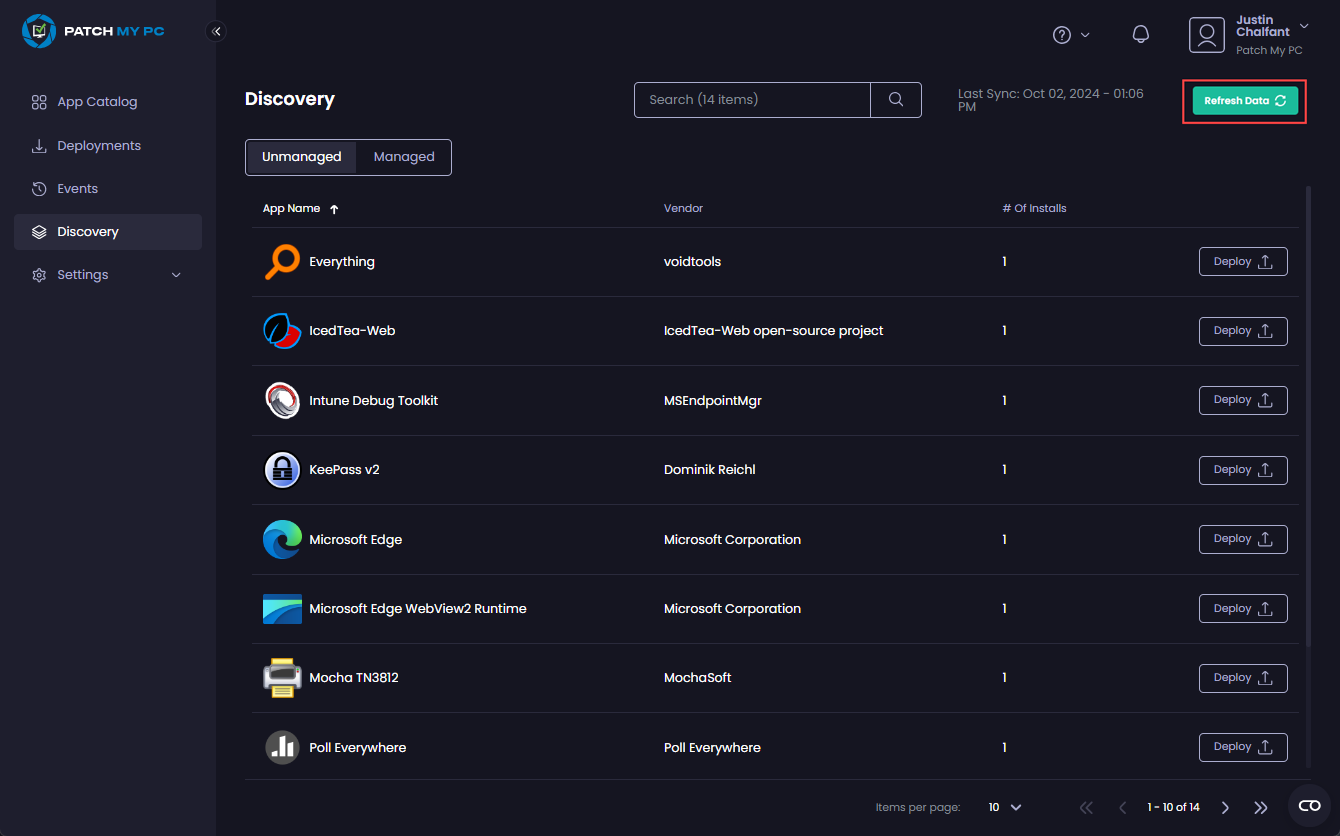 PATCH MY PC
Justin
Chalfant
Patch My PC
App Catalog
Deployments
Events
Discovery
Settings
Discovery
Search (14 items)
Last Sync: Oct 02, 2024 - 01:06
PM
Refresh Data
Unmanaged Managed
App Name Vendor # Of Installs
Everything voidtools 1 Deploy
IcedTea-Web IcedTea-Web open-source project 1 Deploy
Intune Debug Toolkit MSEndpointMgr 1 Deploy
KeePass v2 Dominik Reichl 1 Deploy
Microsoft Edge Microsoft Corporation 1 Deploy
Microsoft Edge WebView2 Runtime Microsoft Corporation 1 Deploy
Mocha TN3812 MochaSoft 1 Deploy
Poll Everywhere Poll Everywhere 1 Deploy
Items per page: 10 1 - 10 of 14